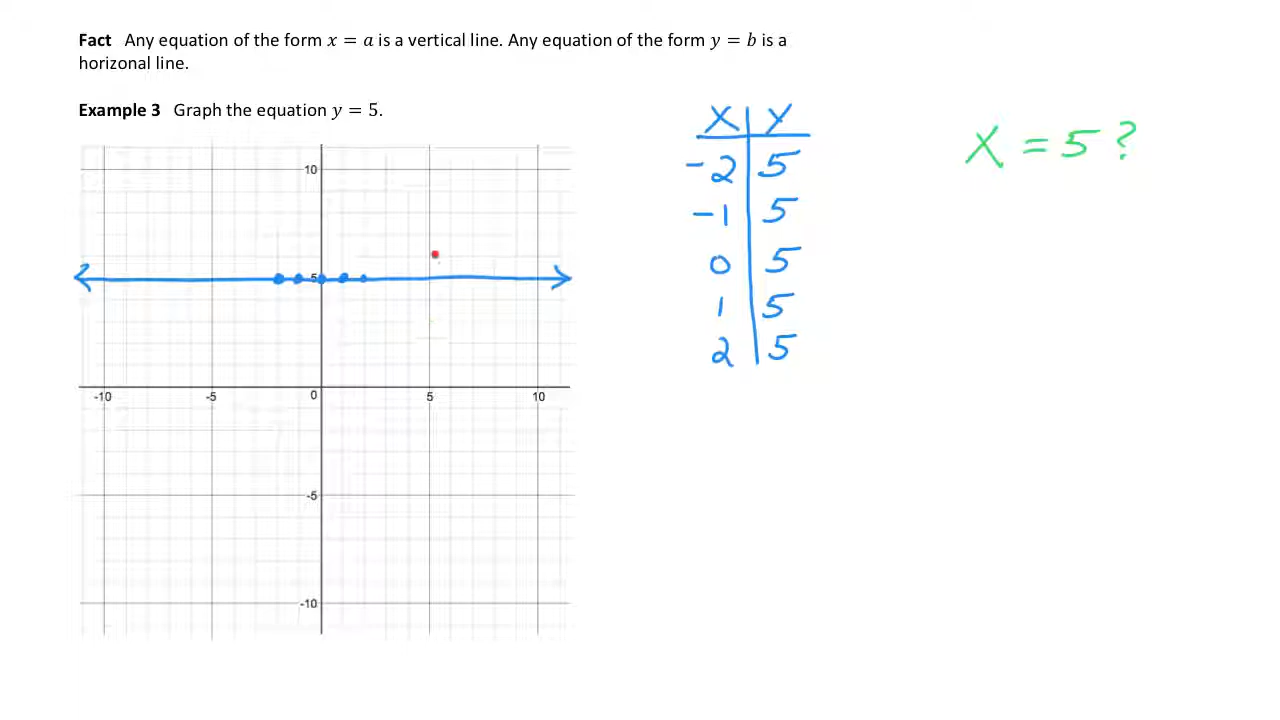 Fact Any equation of the form x = a is a vertical line. Any equation of the form y = b is a
horizonal line.
Example 3 Graph the equation y = 5.
X Y
-2 5
-1 5
0 5
1 5
2 5
X = 5 ?
10
5
-10 -5 0 5 10
-5
-10